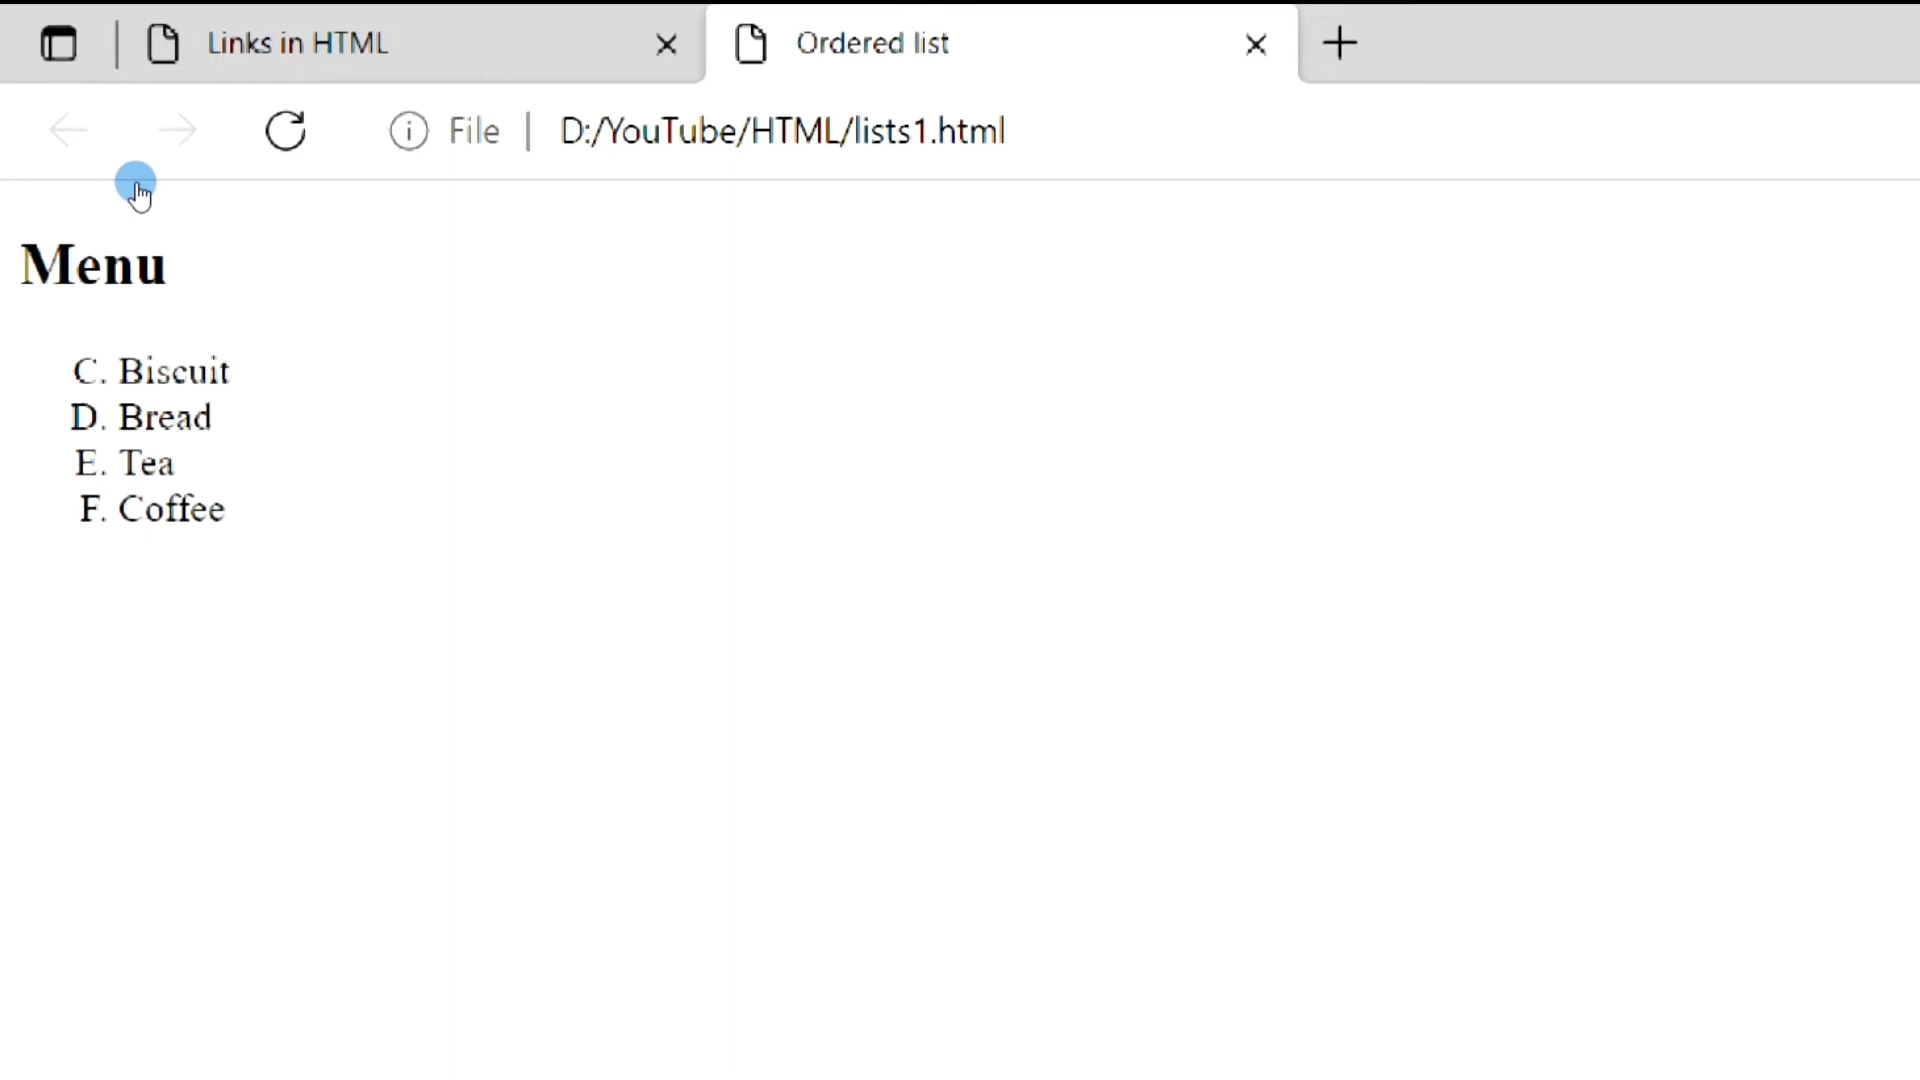 Links in HTML
Ordered list
File | D:/YouTube/HTML/lists1.html
Menu
C. Biscuit
D. Bread
E. Tea
F. Coffee